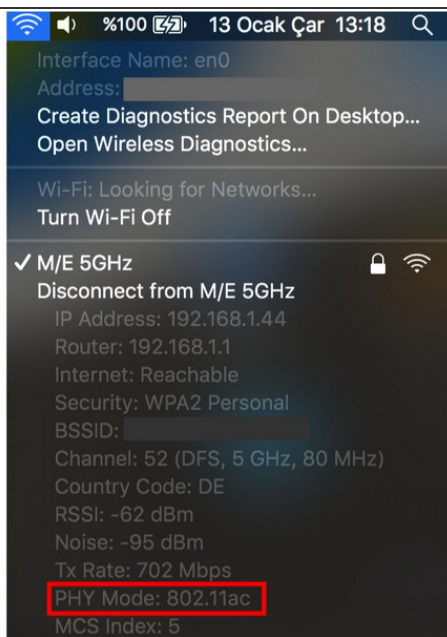 %100 13 Ocak Çar 13:18
Interface Name: en0
Address:
Create Diagnostics Report On Desktop...
Open Wireless Diagnostics...
Wi-Fi: Looking for Networks...
Turn Wi-Fi Off
M/E 5GHz
Disconnect from M/E 5GHz
IP Address: 192.168.1.44
Router: 192.168.1.1
Internet: Reachable
Security: WPA2 Personal
BSSID:
Channel: 52 (DFS, 5 GHz, 80 MHz)
Country Code: DE
RSSI: -62 dBm
Noise: -95 dBm
Tx Rate: 702 Mbps
PHY Mode: 802.11ac
MCS Index: 5